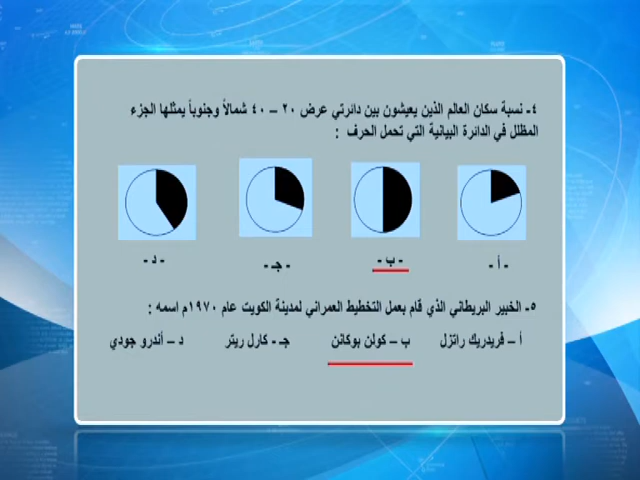 ٤- نسبة سكان العالم الذين يعيشون بين دائرتي عرض ٢٠ – ٤٠ شمالاً وجنوباً يمثلها الجزء
المظلل في الدائرة البيانية التي تحمل الحرف :
- أ - - ب - - جـ - - د -
٥- الخبير البريطاني الذي قام بعمل التخطيط العمراني لمدينة الكويت عام ١٩٧٠م اسمه :
أ – فريدريك راتزل ب – كولن بوكانن جـ - كارل ريتر د – أندرو جودي